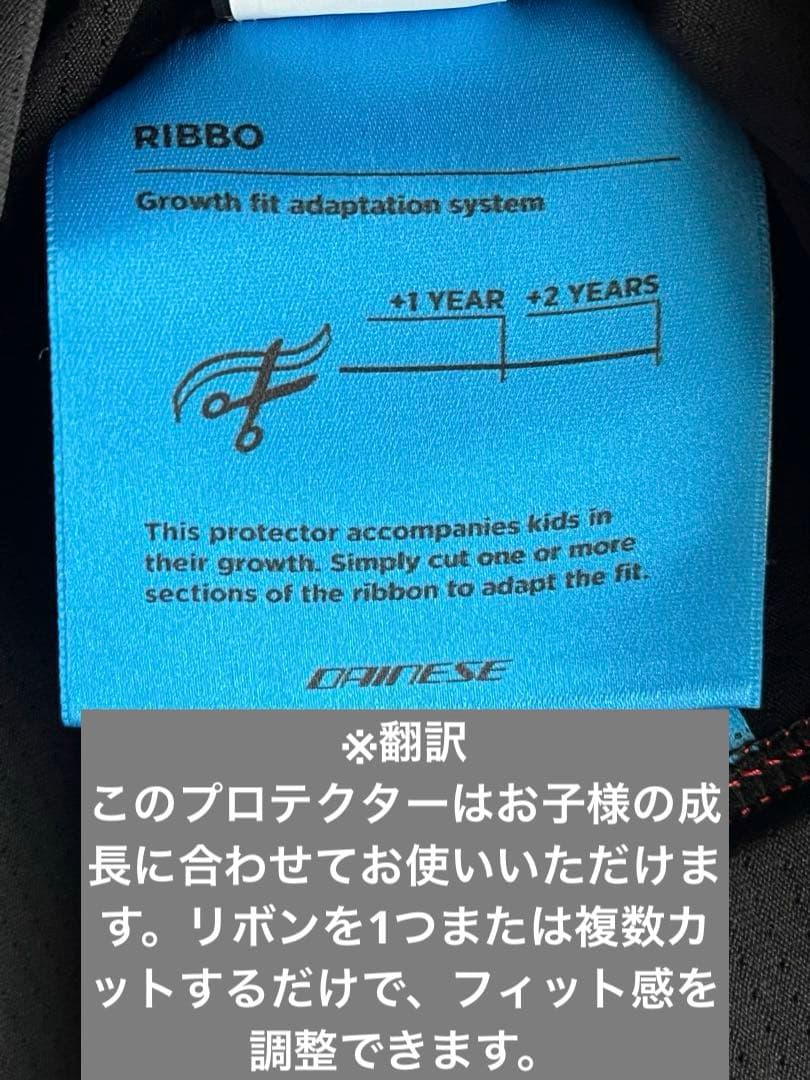 RIBBO
Growth fit adaptation system
+1 YEAR +2 YEARS
This protector accompanies kids in
their growth. Simply cut one or more
sections of the ribbon to adapt the fit.
DAINESE
※翻訳
このプロテクターはお子様の成
長に合わせてお使いいただけま
す。リボンを1つまたは複数カ
ットするだけで、フィット感を
調整できます。